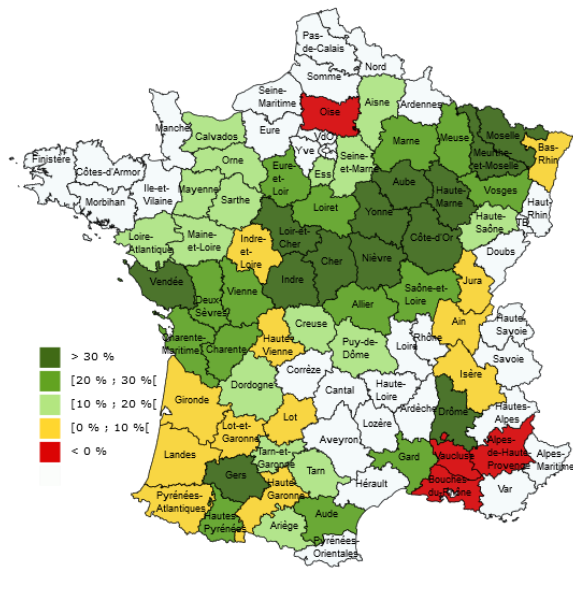 Pas-
de-Calais
Nord
Somme
Seine-
Maritime
Oise
Aisne
Ardennes
Manche
Calvados
Eure
VdO
Yve
Ess
Seine-
et-Marne
Marne
Meuse
Moselle
Meurthe-
et-Moselle
Bas-
Rhin
Finistère
Côtes-d'Armor
Morbihan
Ile-et-
Vilaine
Mayenne
Orne
Sarthe
Eure-
et-
Loir
Loiret
Aube
Haute-
Marne
Vosges
Haut-
Rhin
TB
Haute-
Saône
Yonne
Côte-d'Or
Doubs
Loire-
Atlantique
Maine-
et-Loire
Indre-
et-
Loire
Loir-et-
Cher
Cher
Nièvre
Indre
Vendée
Deux-
Sèvres
Vienne
Allier
Saône-et-
Loire
Jura
Ain
Haute-
Savoie
Savoie
Charente-
Maritime
Charente
Haute-
Vienne
Creuse
Puy-de-
Dôme
Loire
Rhône
Isère
Corrèze
Cantal
Haute-
Loire
Ardèche
Drôme
Hautes-
Alpes
Gironde
Dordogne
Lot-et-
Garonne
Lot
Aveyron
Lozère
Landes
Tarn-et-
Garonne
Tarn
Gard
Vaucluse
Alpes-
de-Haute-
Provence
Alpes-
Maritime
Gers
Haute-
Garonne
Hérault
Bouches-
du-Rhône
Var
Pyrénées-
Atlantiques
Hautes-
Pyrénées
Ariège
Aude
Pyrénées-
Orientales
> 30 %
[20 % ; 30 %[
[10 % ; 20%[
[0 % ; 10%[
< 0 %